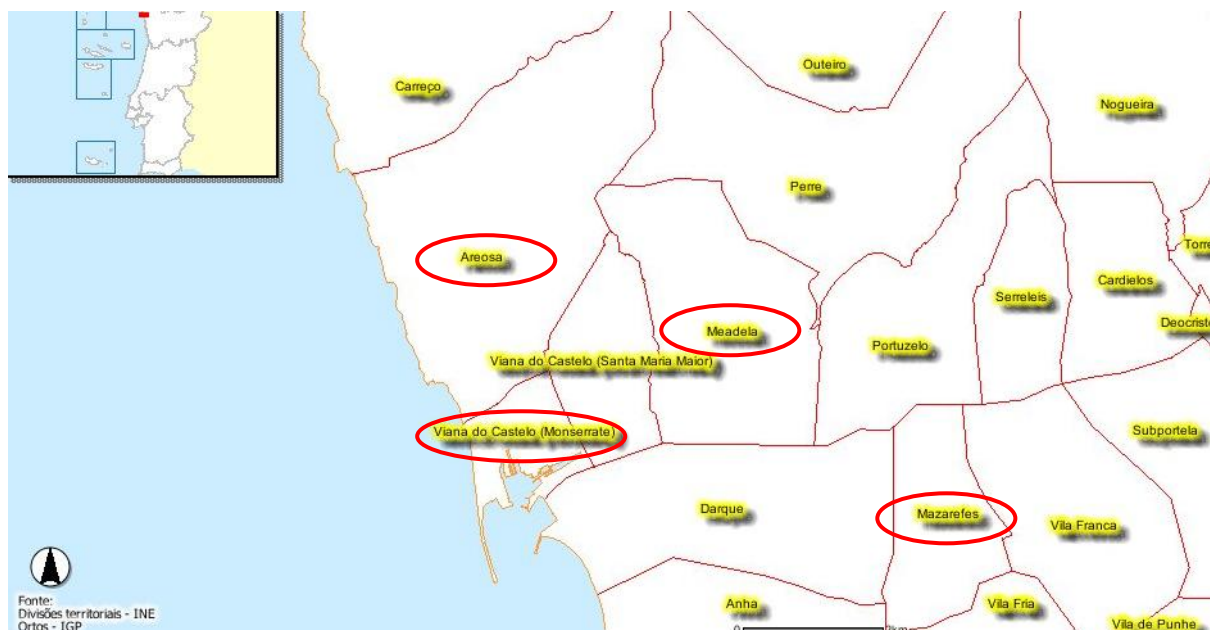 Outeiro
Carreço
Nogueira
Perre
Torre
Areosa
Cardielos
Serreleis
Deocriste
Meadela
Portuzelo
Viana do Castelo (Santa Maria Maior)
Viana do Castelo (Monserrate)
Subportela
Darque
Mazarefes
Vila Franca
Anha
Vila Fria
Vila de Punhe
0
Fonte:
Divisões territoriais - INE
Ortos - IGP